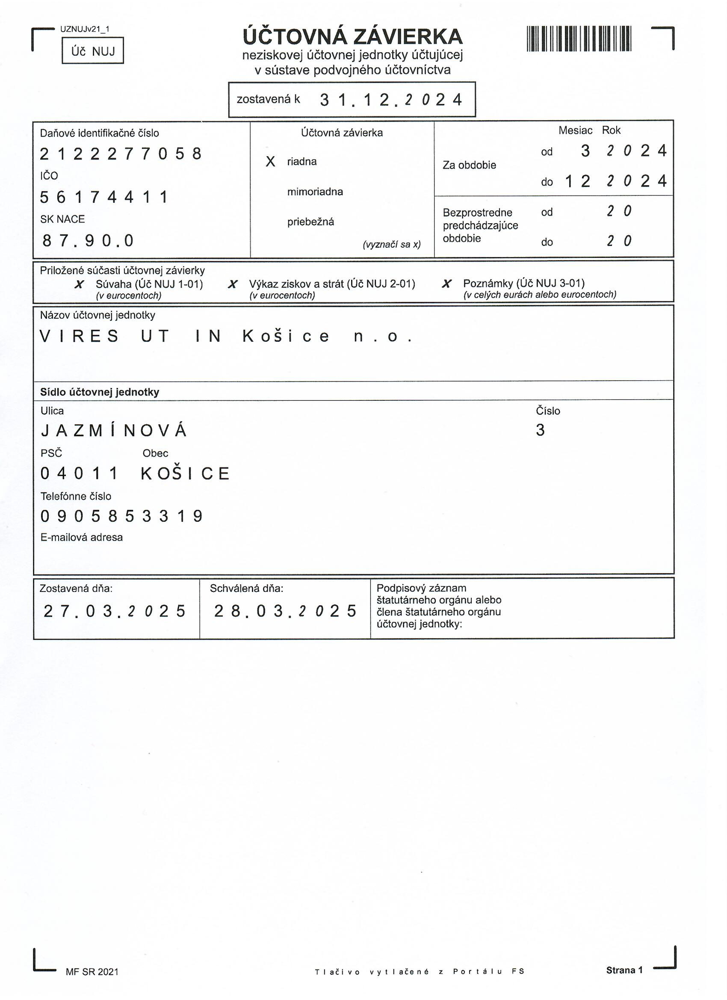 UZNUJv21_1
Úč NUJ
ÚČTOVNÁ ZÁVIERKA
neziskovej účtovnej jednotky účtujúcej
v sústave podvojného účtovníctva
zostavená k 31.12.2024
Daňové identifikačné číslo
2122277058
IČO
56174411
SK NACE
87.90.0
Účtovná závierka
X riadna
mimoriadna
priebežná
(vyznačí sa x)
Mesiac Rok
Za obdobie
od 3 2024
do 12 2024
Bezprostredne
predchádzajúce
obdobie
od 20
do 20
Priložené súčasti účtovnej závierky
X Súvaha (Úč NUJ 1-01) X Výkaz ziskov a strát (Úč NUJ 2-01) X Poznámky (Úč NUJ 3-01)
(v eurocentoch) (v eurocentoch) (v celých eurách alebo eurocentoch)
Názov účtovnej jednotky
VIRES UT IN Košice n.o.
Sídlo účtovnej jednotky
Ulica Číslo
JAZMÍNOVÁ 3
PSČ Obec
04011 KOŠICE
Telefónne číslo
0905853319
E-mailová adresa
Zostavená dňa:
27.03.2025
Schválená dňa:
28.03.2025
Podpisový záznam
štatutárneho orgánu alebo
člena štatutárneho orgánu
účtovnej jednotky:
MF SR 2021 Tlačivo vytlačené z Portálu FS Strana 1